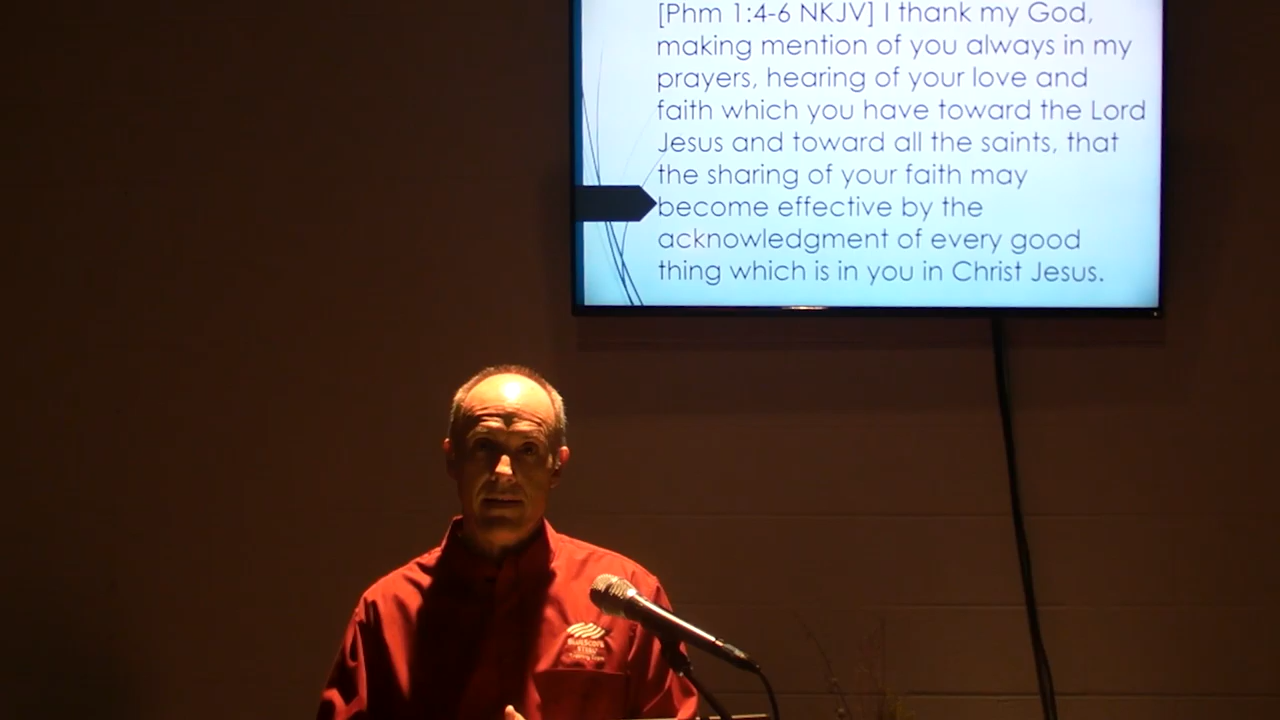 [Phm 1:4-6 NKJV] I thank my God,
making mention of you always in my
prayers, hearing of your love and
faith which you have toward the Lord
Jesus and toward all the saints, that
the sharing of your faith may
become effective by the
acknowledgment of every good
thing which is in you in Christ Jesus.
BLUESCOPE
STEEL